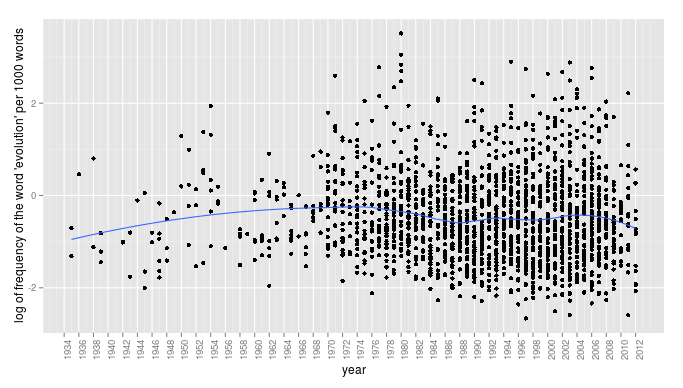 log of frequency of the word 'evolution' per 1000 words
2
0
-2
1934 1936 1938 1940 1942 1944 1946 1948 1950 1952 1954 1956 1958 1960 1962 1964 1966 1968 1970 1972 1974 1976 1978 1980 1982 1984 1986 1988 1990 1992 1994 1996 1998 2000 2002 2004 2006 2008 2010 2012
year